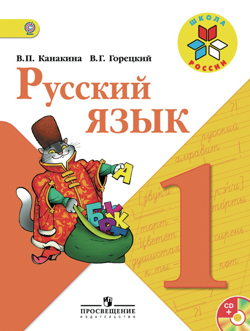 ШКОЛА
РОССИИ
В.П. Канакина В.Г. Горецкий
Русский
ЯЗЫК
А
Б
1
CD
+
ПРОСВЕЩЕНИЕ
ИЗДАТЕЛЬСТВО